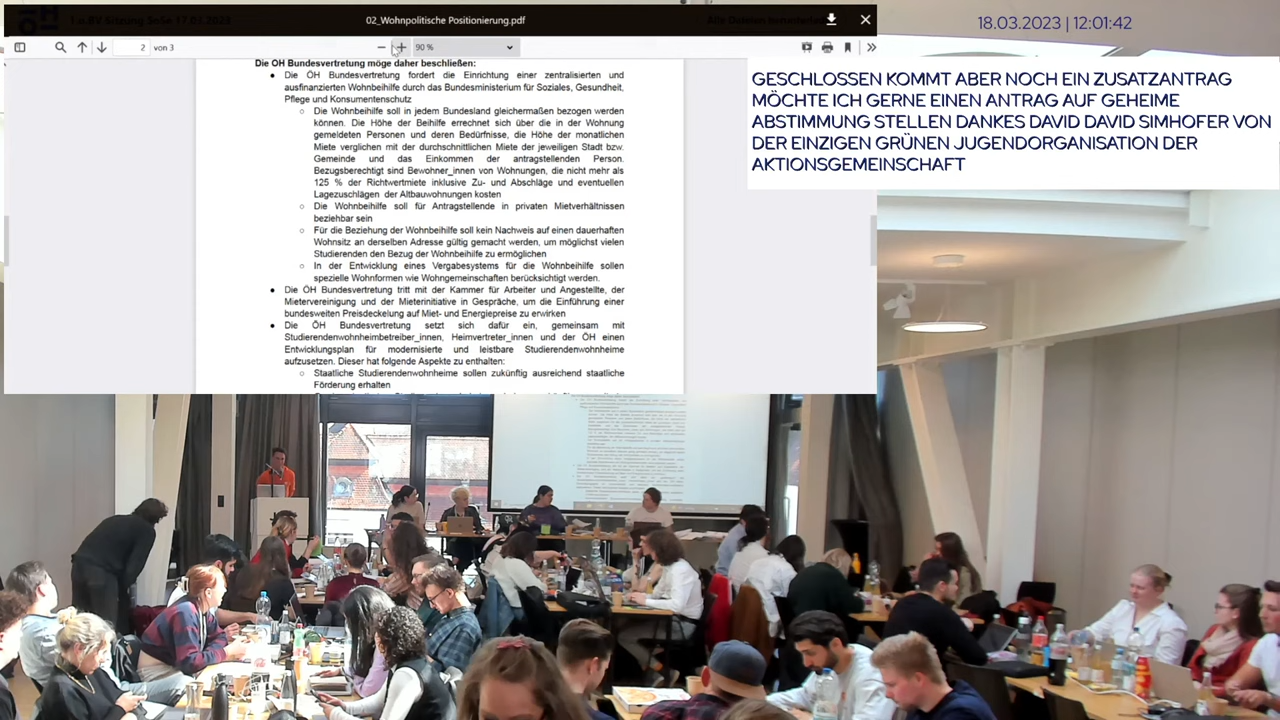 02_Wohnpolitische Positionierung.pdf
18.03.2023 | 12:01:42
2 von 3
90 %
Die ÖH Bundesvertretung möge daher beschließen:
● Die ÖH Bundesvertretung fordert die Einrichtung einer zentralisierten und
ausfinanzierten Wohnbeihilfe durch das Bundesministerium für Soziales, Gesundheit,
Pflege und Konsumentenschutz
○ Die Wohnbeihilfe soll in jedem Bundesland gleichermaßen bezogen werden
können. Die Höhe der Beihilfe errechnet sich über die in der Wohnung
gemeldeten Personen und deren Bedürfnisse, die Höhe der monatlichen
Miete verglichen mit der durchschnittlichen Miete der jeweiligen Stadt bzw.
Gemeinde und das Einkommen der antragstellenden Person.
Bezugsberechtigt sind Bewohner_innen von Wohnungen, die nicht mehr als
125 % der Richtwertmiete inklusive Zu- und Abschläge und eventuellen
Lagezuschlägen der Altbauwohnungen kosten
○ Die Wohnbeihilfe soll für Antragstellende in privaten Mietverhältnissen
beziehbar sein
○ Für die Beziehung der Wohnbeihilfe soll kein Nachweis auf einen dauerhaften
Wohnsitz an derselben Adresse gültig gemacht werden, um möglichst vielen
Studierenden den Bezug der Wohnbeihilfe zu ermöglichen
○ In der Entwicklung eines Vergabesystems für die Wohnbeihilfe sollen
spezielle Wohnformen wie Wohngemeinschaften berücksichtigt werden.
● Die ÖH Bundesvertretung tritt mit der Kammer für Arbeiter und Angestellte, der
Mietervereinigung und der Mieterinitiative in Gespräche, um die Einführung einer
bundesweiten Preisdeckelung auf Miet- und Energiepreise zu erwirken
● Die ÖH Bundesvertretung setzt sich dafür ein, gemeinsam mit
Studierendenwohnheimbetreiber_innen, Heimvertreter_innen und der ÖH einen
Entwicklungsplan für modernisierte und leistbare Studierendenwohnheime
aufzusetzen. Dieser hat folgende Aspekte zu enthalten:
○ Staatliche Studierendenwohnheime sollen zukünftig ausreichend staatliche
Förderung erhalten
GESCHLOSSEN KOMMT ABER NOCH EIN ZUSATZANTRAG
MÖCHTE ICH GERNE EINEN ANTRAG AUF GEHEIME
ABSTIMMUNG STELLEN DANKES DAVID DAVID SIMHOFER VON
DER EINZIGEN GRÜNEN JUGENDORGANISATION DER
AKTIONSGEMEINSCHAFT